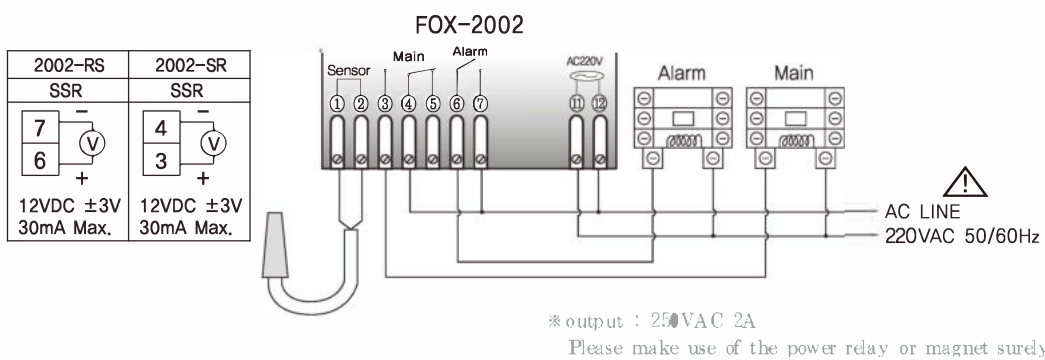 FOX-2002
2002-RS
2002-SR
SSR
SSR
7
6
−
V
+
4
3
−
V
+
12VDC ±3V
30mA Max.
12VDC ±3V
30mA Max.
Sensor
Main
Alarm
AC220V
① ② ③ ④ ⑤ ⑥ ⑦ ⑪ ⑫
Alarm
Main
AC LINE
220VAC 50/60Hz
※output : 250VAC 2A
Please make use of the power relay or magnet surely